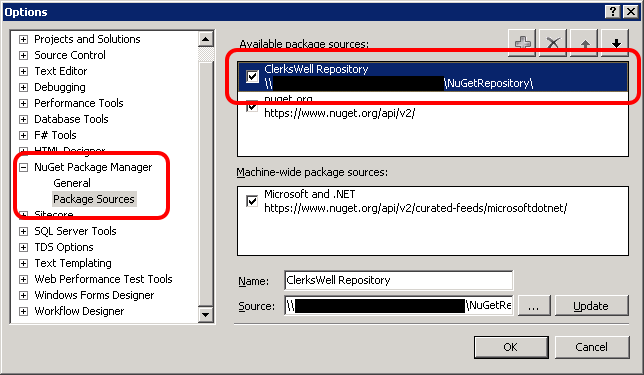 Options
Projects and Solutions
Source Control
Text Editor
Debugging
Performance Tools
Database Tools
F# Tools
HTML Designer
NuGet Package Manager
General
Package Sources
Sitecore
SQL Server Tools
TDS Options
Text Templating
Web Performance Test Tools
Windows Forms Designer
Workflow Designer
Available package sources:
ClerksWell Repository
\\ \NuGetRepository\
nuget.org
https://www.nuget.org/api/v2/
Machine-wide package sources:
Microsoft and .NET
https://www.nuget.org/api/v2/curated-feeds/microsoftdotnet/
Name: ClerksWell Repository
Source: \\ \NuGetRe ... Update
OK Cancel